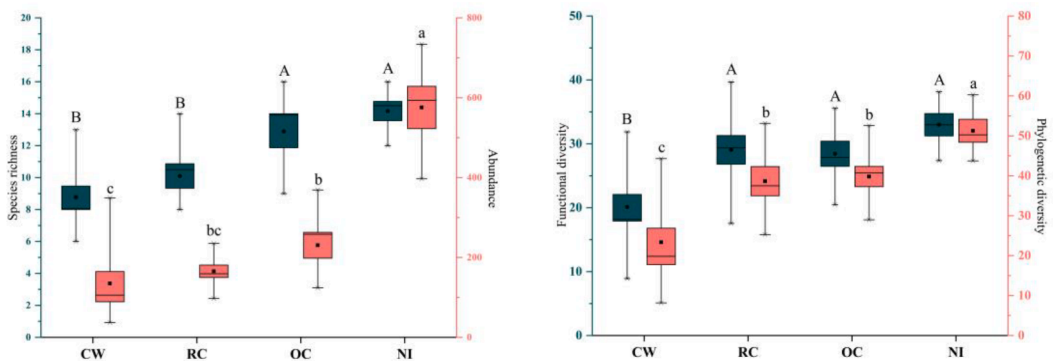 20
18
16
14
12
10
8
6
4
2
0
Species richness
B
c
B
bc
A
b
A
a
800
600
400
200
0
Abundance
CW RC OC NI
50
40
30
20
10
0
Functional diversity
B
c
A
b
A
b
A
a
80
70
60
50
40
30
20
10
0
Phylogenetic diversity
CW RC OC NI